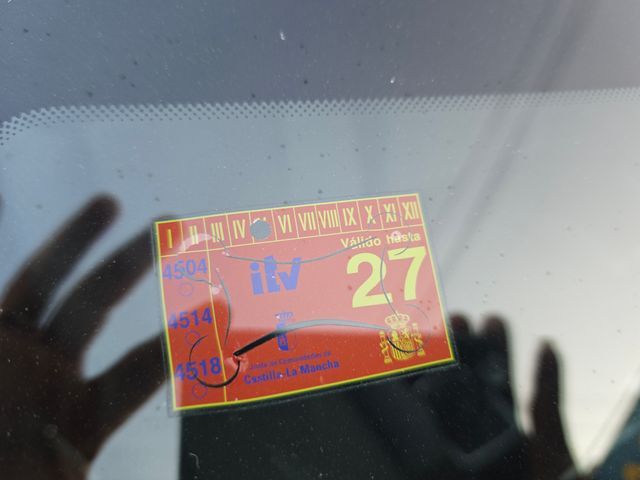 I II III IV VI VII VIII IX X XI XII
Válido hasta
4504
itv
27
4514
4518
Junta de Comunidades de
Castilla-La Mancha